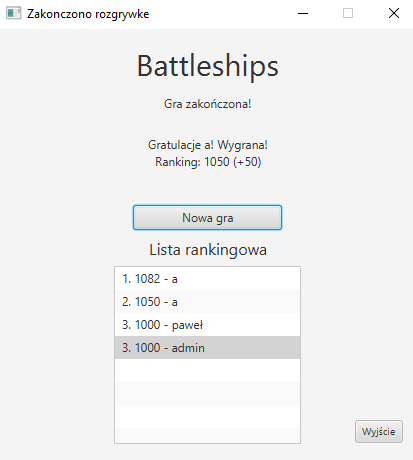 Zakonczono rozgrywke
Battleships
Gra zakończona!
Gratulacje a! Wygrana!
Ranking: 1050 (+50)
Nowa gra
Lista rankingowa
1. 1082 - a
2. 1050 - a
3. 1000 - paweł
3. 1000 - admin
Wyjście